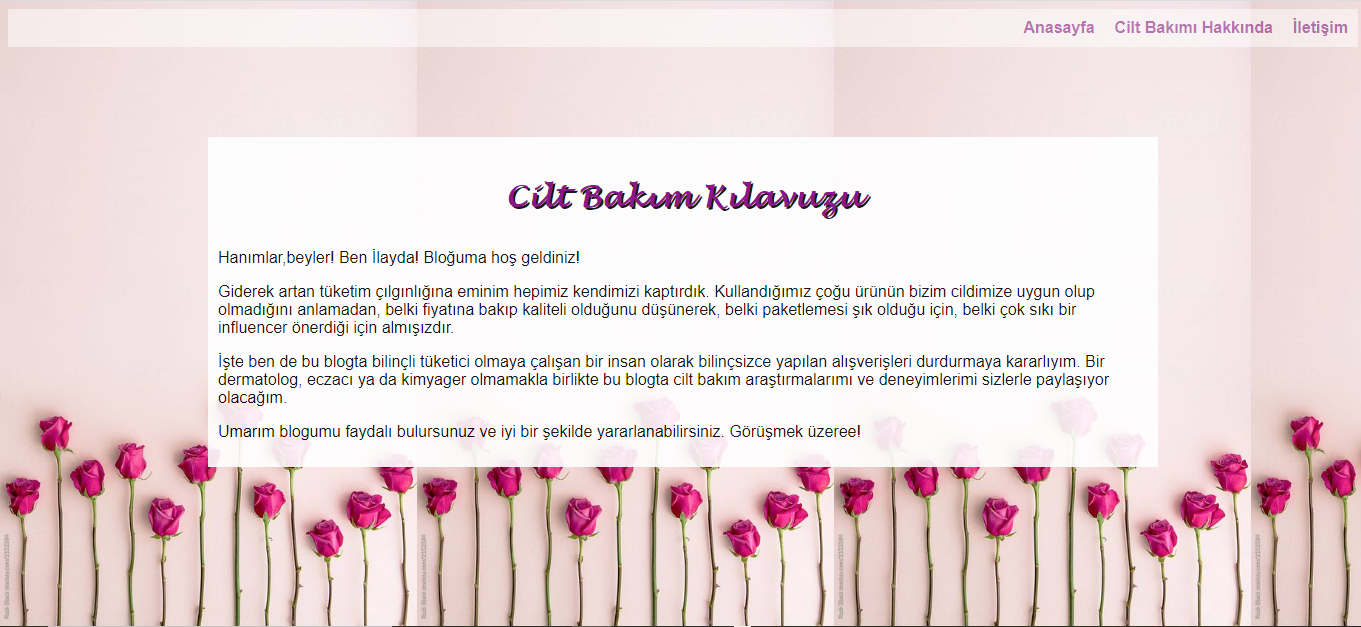 Anasayfa Cilt Bakımı Hakkında İletişim
Cilt Bakım Kılavuzu
Hanımlar,beyler! Ben İlayda! Bloğuma hoş geldiniz!
Giderek artan tüketim çılgınlığına eminim hepimiz kendimizi kaptırdık. Kullandığımız çoğu ürünün bizim cildimize uygun olup
olmadığını anlamadan, belki fiyatına bakıp kaliteli olduğunu düşünerek, belki paketlemesi şık olduğu için, belki çok sıkı bir
influencer önerdiği için almışızdır.
İşte ben de bu blogta bilinçli tüketici olmaya çalışan bir insan olarak bilinçsizce yapılan alışverişleri durdurmaya kararlıyım. Bir
dermatolog, eczacı ya da kimyager olmamakla birlikte bu blogta cilt bakım araştırmalarımı ve deneyimlerimi sizlerle paylaşıyor
olacağım.
Umarım blogumu faydalı bulursunuz ve iyi bir şekilde yararlanabilirsiniz. Görüşmek üzeree!